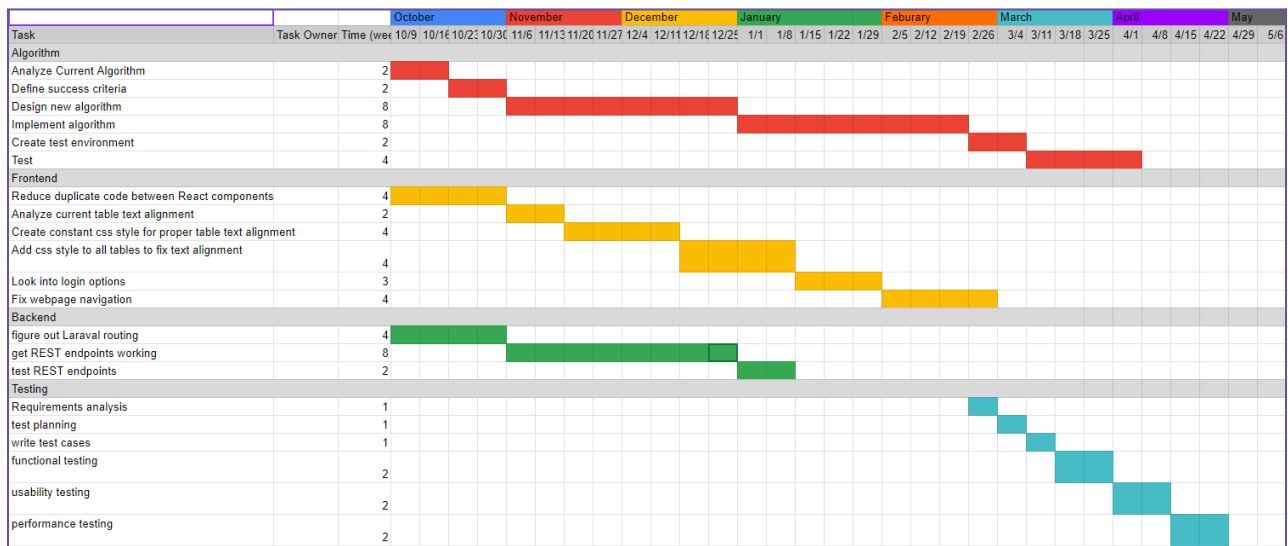 October November December January Feburary March April May
Task Task Owner Time (wee 10/9 10/16 10/23 10/30 11/6 11/13 11/20 11/27 12/4 12/11 12/18 12/25 1/1 1/8 1/15 1/22 1/29 2/5 2/12 2/19 2/26 3/4 3/11 3/18 3/25 4/1 4/8 4/15 4/22 4/29 5/6
Algorithm
Analyze Current Algorithm 2
Define success criteria 2
Design new algorithm 8
Implement algorithm 8
Create test environment 2
Test 4
Frontend
Reduce duplicate code between React components 4
Analyze current table text alignment 2
Create constant css style for proper table text alignment 4
Add css style to all tables to fix text alignment 4
Look into login options 3
Fix webpage navigation 4
Backend
figure out Laraval routing 4
get REST endpoints working 8
test REST endpoints 2
Testing
Requirements analysis 1
test planning 1
write test cases 1
functional testing 2
usability testing 2
performance testing 2